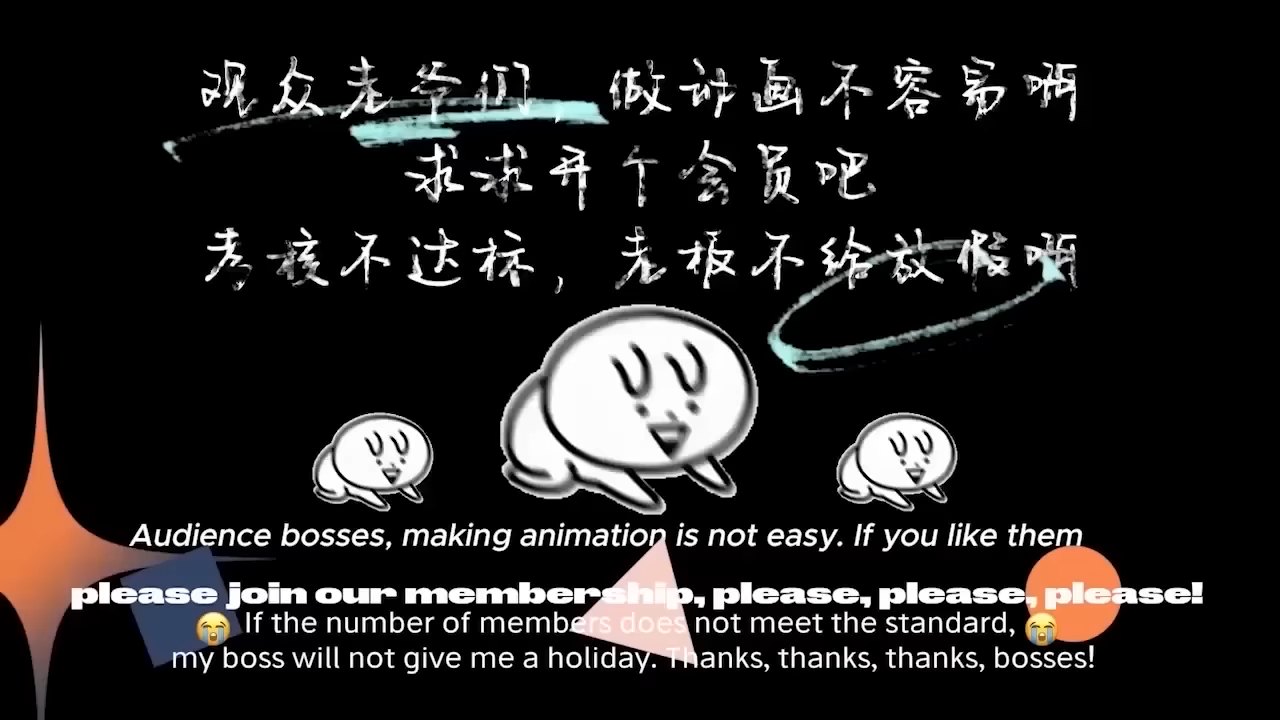 观众老爷们，做动画不容易啊
求求开个会员吧
考核不达标，老板不给放假啊
Audience bosses, making animation is not easy. If you like them
please join our membership, please, please, please!
😭 If the number of members does not meet the standard, 😭
my boss will not give me a holiday. Thanks, thanks, thanks, bosses!